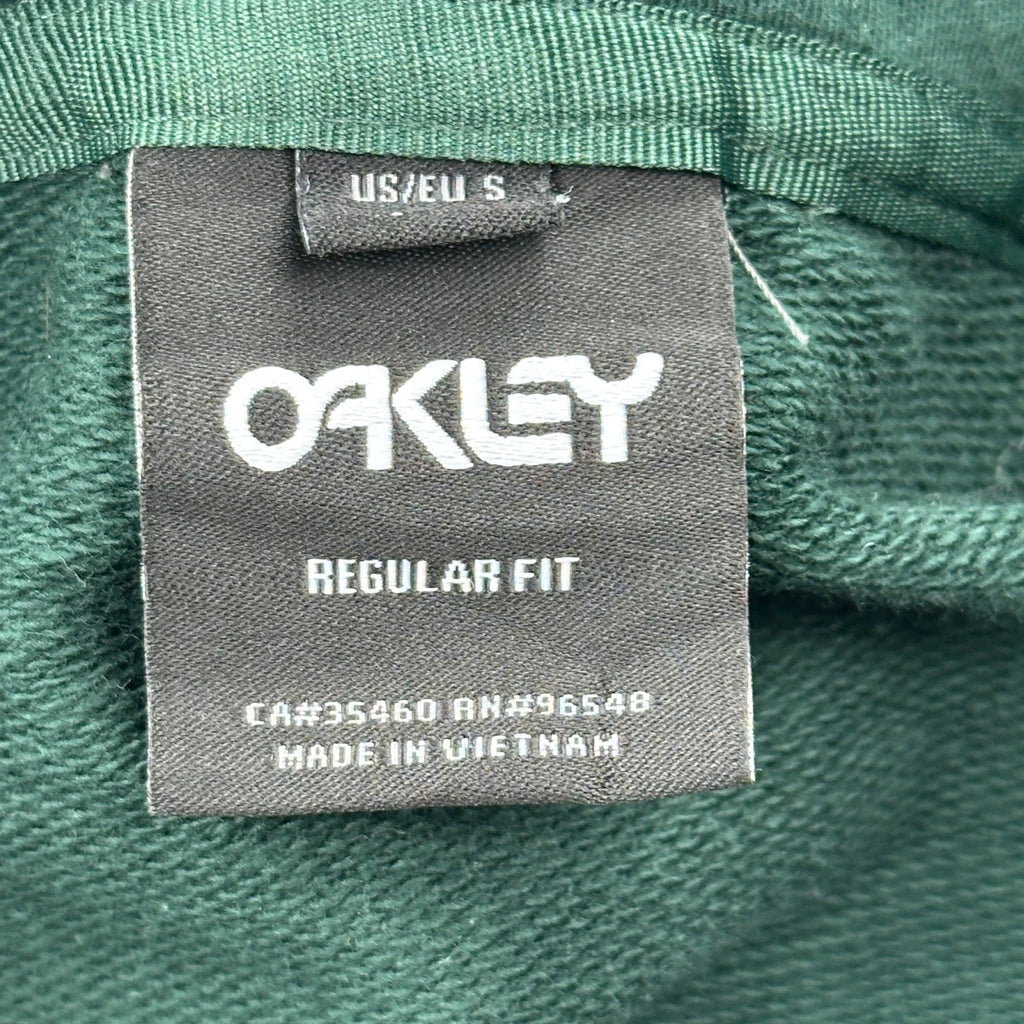 US/EU S
OAKLEY
REGULAR FIT
CA#35460 RN#96548
MADE IN VIETNAM